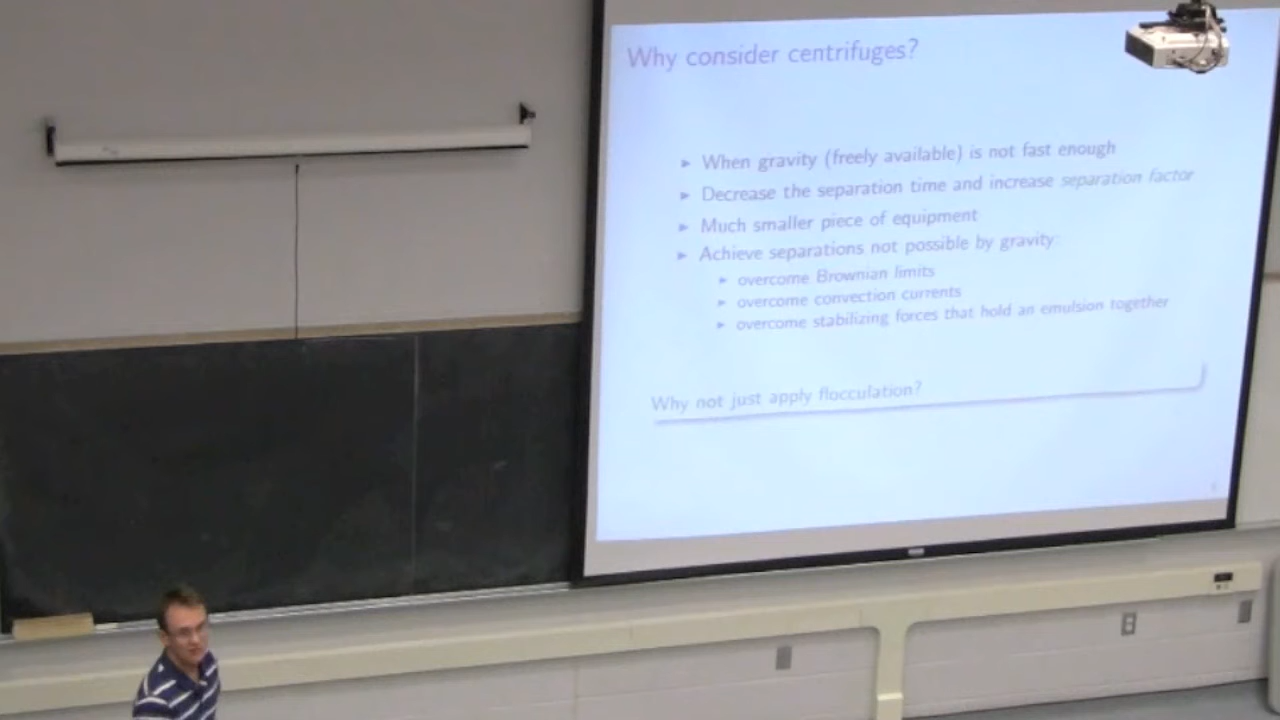 Why consider centrifuges?
► When gravity (freely available) is not fast enough
► Decrease the separation time and increase separation factor
► Much smaller piece of equipment
► Achieve separations not possible by gravity:
► overcome Brownian limits
► overcome convection currents
► overcome stabilizing forces that hold an emulsion together
Why not just apply flocculation?